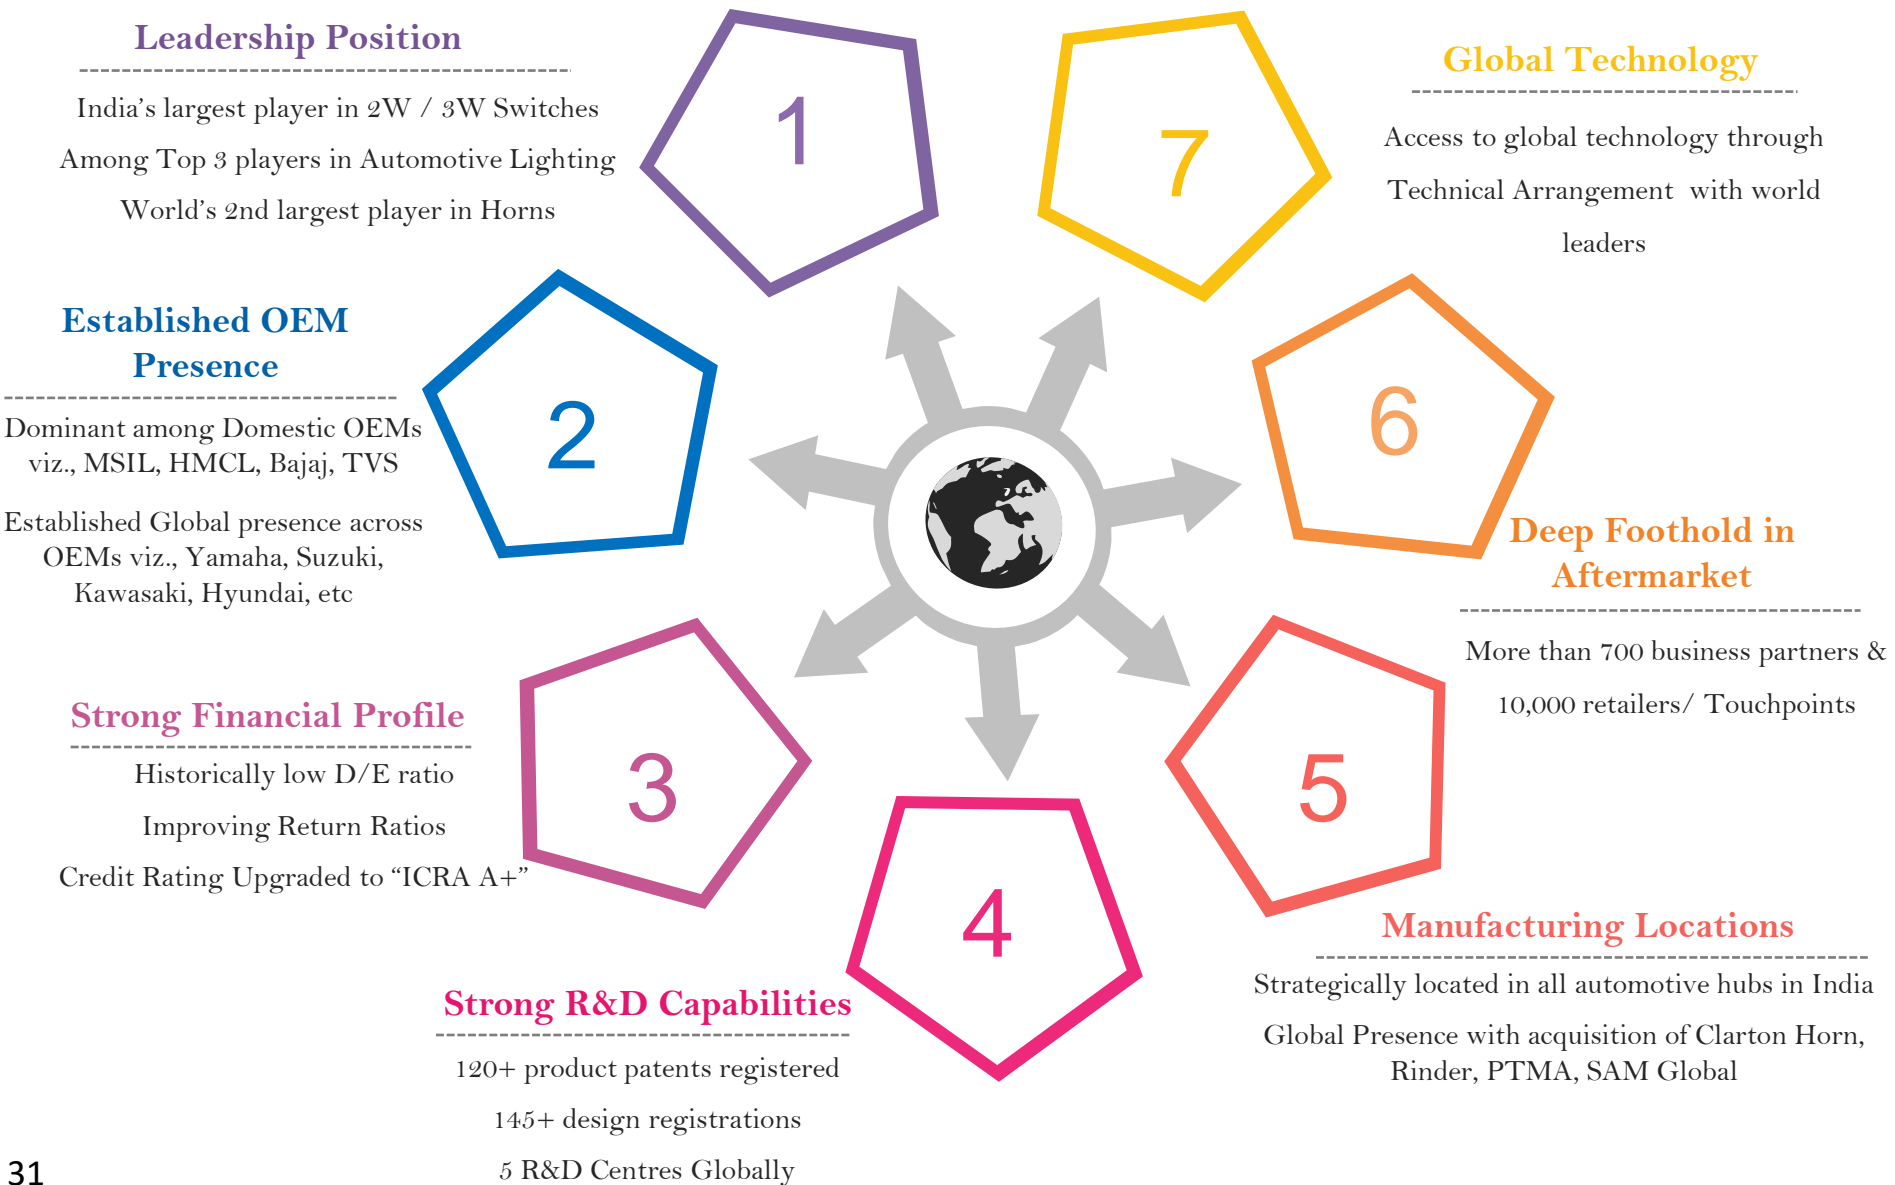 Leadership Position
India’s largest player in 2W / 3W Switches
Among Top 3 players in Automotive Lighting
World’s 2nd largest player in Horns
1
Established OEM
Presence
Dominant among Domestic OEMs
viz., MSIL, HMCL, Bajaj, TVS
Established Global presence across
OEMs viz., Yamaha, Suzuki,
Kawasaki, Hyundai, etc
2
Strong Financial Profile
Historically low D/E ratio
Improving Return Ratios
Credit Rating Upgraded to “ICRA A+”
3
Strong R&D Capabilities
120+ product patents registered
145+ design registrations
5 R&D Centres Globally
4
Manufacturing Locations
Strategically located in all automotive hubs in India
Global Presence with acquisition of Clarton Horn,
Rinder, PTMA, SAM Global
5
Deep Foothold in
Aftermarket
More than 700 business partners &
10,000 retailers/ Touchpoints
6
Global Technology
Access to global technology through
Technical Arrangement  with world
leaders
7
31